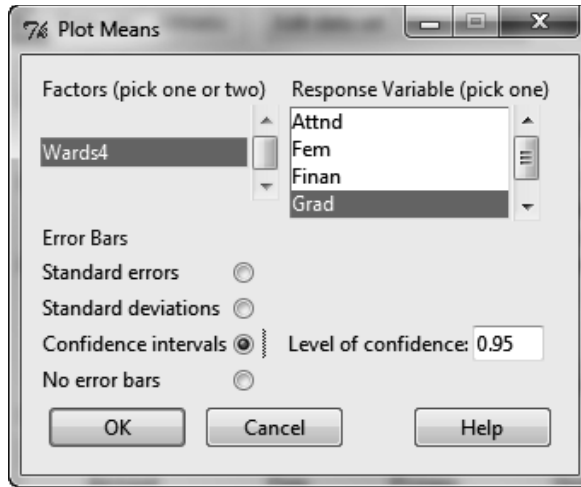 Plot Means
Factors (pick one or two)
Wards4
Response Variable (pick one)
Attnd
Fem
Finan
Grad
Error Bars
Standard errors
Standard deviations
Confidence intervals
Level of confidence: 0.95
No error bars
OK
Cancel
Help